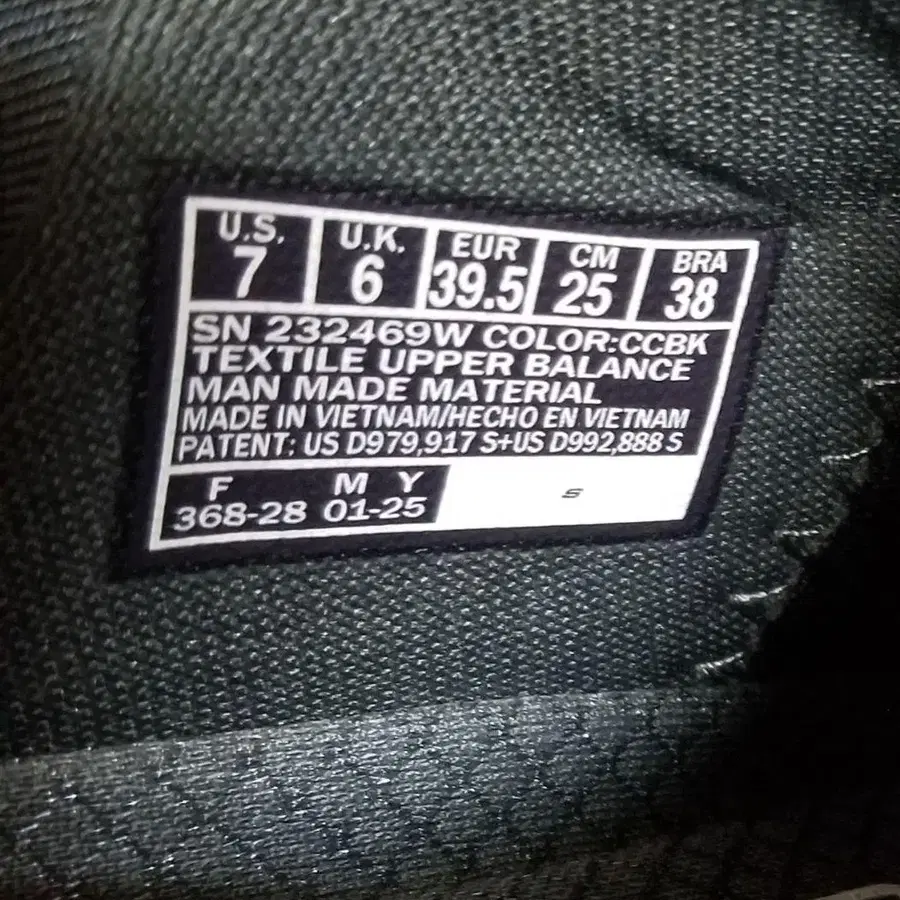 U.S. U.K. EUR CM BRA
7 6 39.5 25 38
SN 232469W COLOR:CCBK
TEXTILE UPPER BALANCE
MAN MADE MATERIAL
MADE IN VIETNAM/HECHO EN VIETNAM
PATENT: US D979,917 S+US D992,888 S
F M Y
368-28 01-25
S